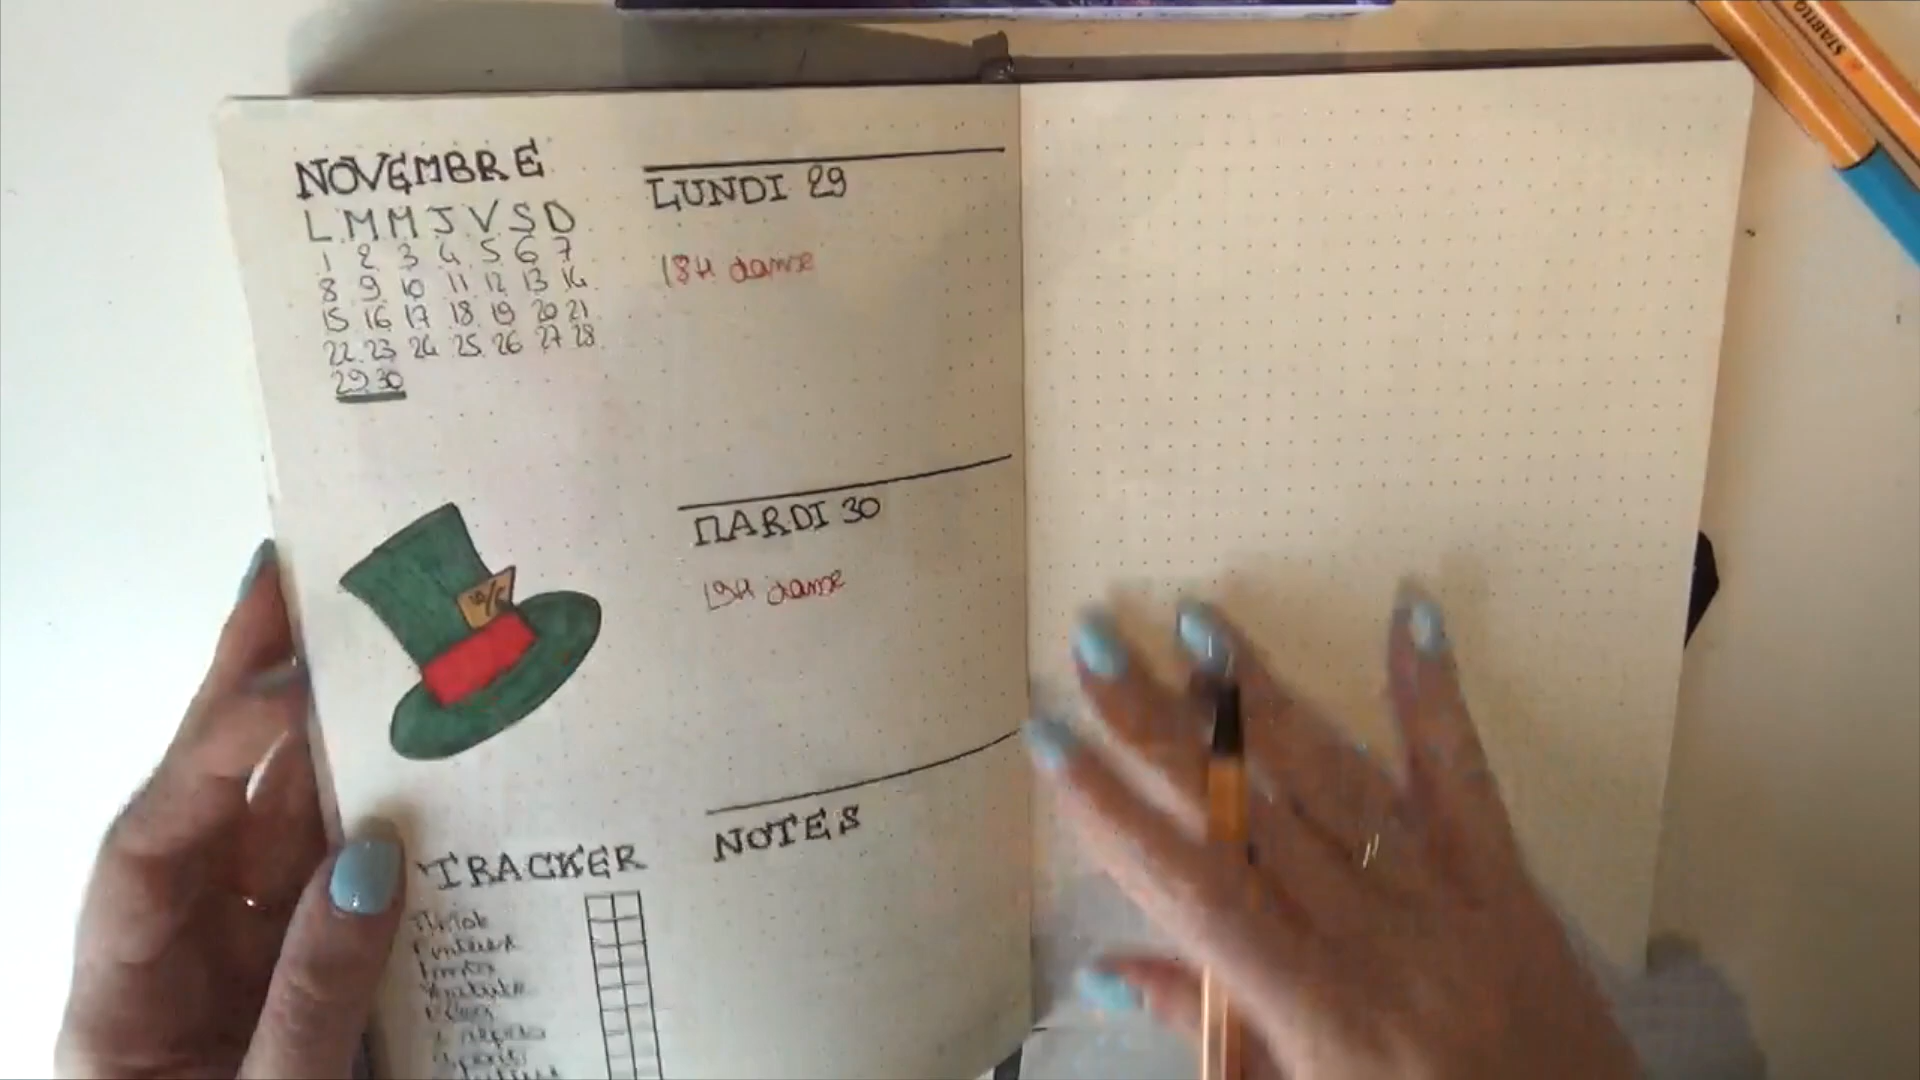 NOVEMBRE
L M M J V S D
1 2 3 4 5 6 7
8 9 10 11 12 13 14
15 16 17 18 19 20 21
22 23 24 25 26 27 28
29 30
LUNDI 29
18H danse
MARDI 30
19H danse
NOTES
TRACKER
STABILO